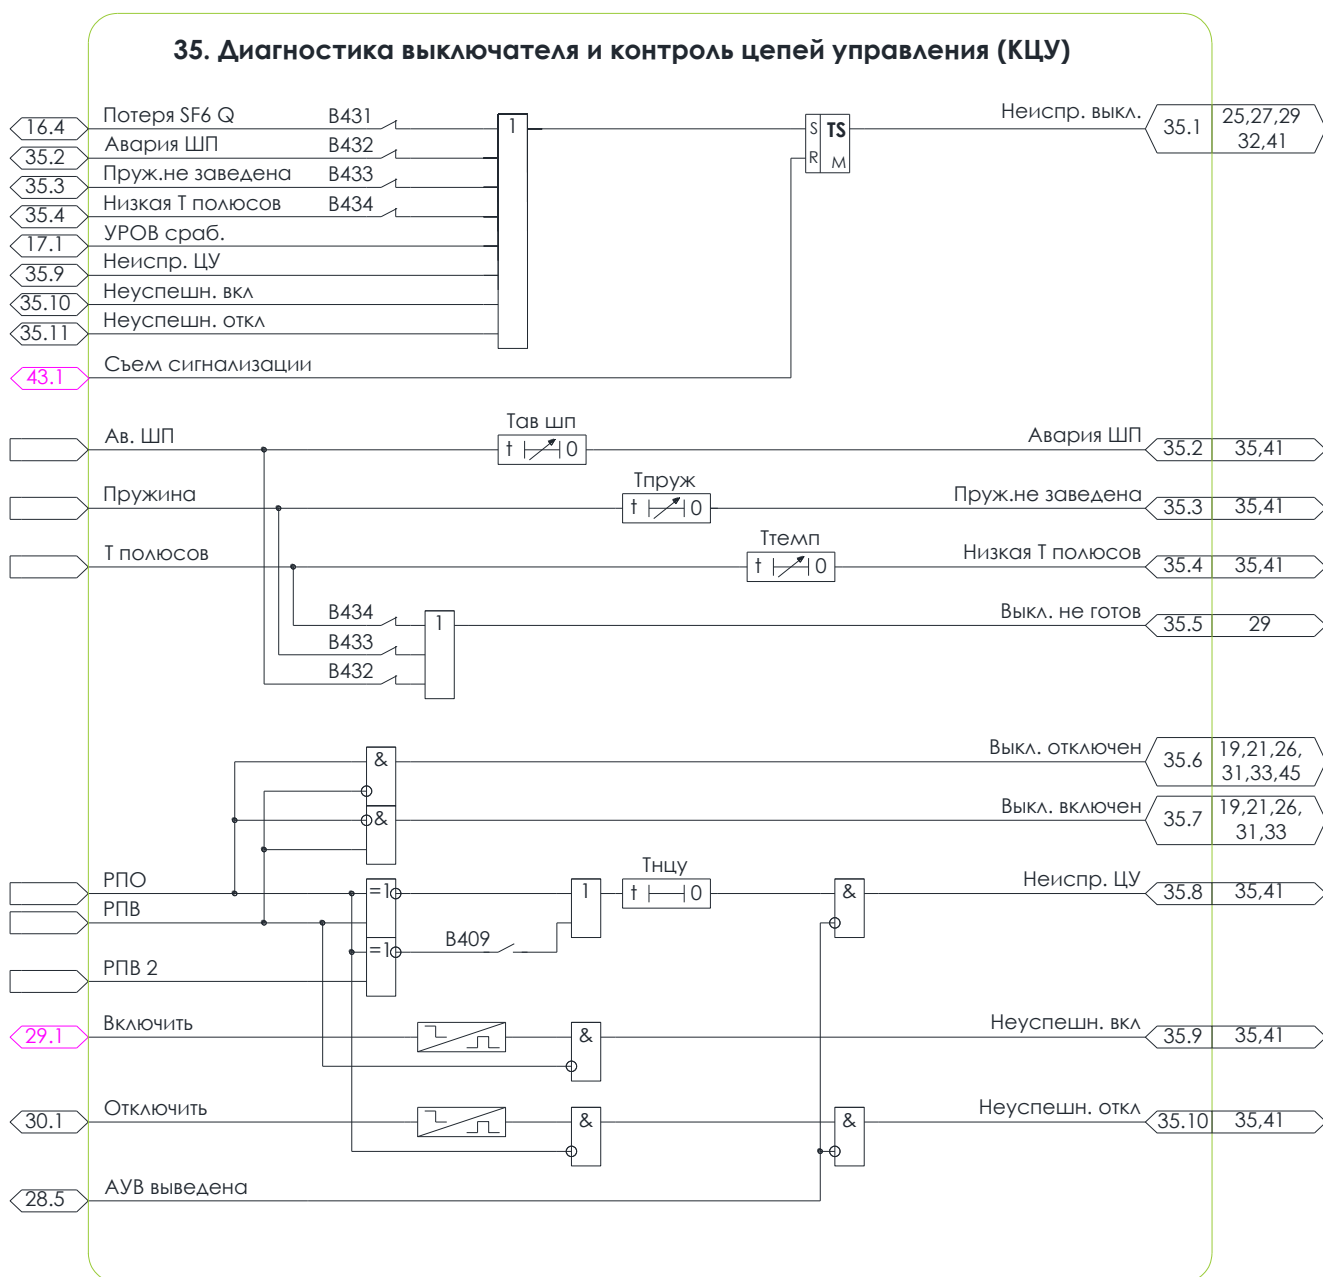 35. Диагностика выключателя и контроль цепей управления (КЦУ)
16.4 Потеря SF6 Q B431 1 S TS Неиспр. выкл. 35.1 25,27,29
32,41
35.2 Авария ШП B432 R M
35.3 Пруж.не заведена B433
35.4 Низкая Т полюсов B434
17.1 УРОВ сраб.
35.9 Неиспр. ЦУ
35.10 Неуспешн. вкл
35.11 Неуспешн. откл
43.1 Съем сигнализации
Тав шп
Ав. ШП t 0 Авария ШП 35.2 35,41
Тпруж
Пружина t 0 Пруж.не заведена 35.3 35,41
Ттемп
Т полюсов t 0 Низкая Т полюсов 35.4 35,41
B434 1 Выкл. не готов 35.5 29
B433
B432
& Выкл. отключен 35.6 19,21,26,
31,33,45
& Выкл. включен 35.7 19,21,26,
31,33
Тнцу
РПО =1 1 t 0 & Неиспр. ЦУ 35.8 35,41
РПВ
=1 B409
РПВ 2
29.1 Включить & Неуспешн. вкл 35.9 35,41
30.1 Отключить & & Неуспешн. откл 35.10 35,41
28.5 АУВ выведена